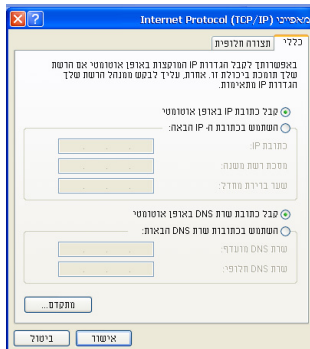 מאפייני Internet Protocol (TCP/IP)
כללי
תצורה חלופית
באפשרותך לקבל הגדרות IP המוקצות באופן אוטומטי אם הרשת
שלך תומכת ביכולת זו. אחרת, עליך לבקש ממנהל הרשת שלך
הגדרות IP מתאימות.
קבל כתובת IP באופן אוטומטי
השתמש בכתובת ה- IP הבאה:
כתובת IP:
מסכת רשת משנה:
שער ברירת מחדל:
קבל כתובת שרת DNS באופן אוטומטי
השתמש בכתובות שרת DNS הבאות:
שרת DNS מועדף:
שרת DNS חלופי:
מתקדם...
אישור
ביטול